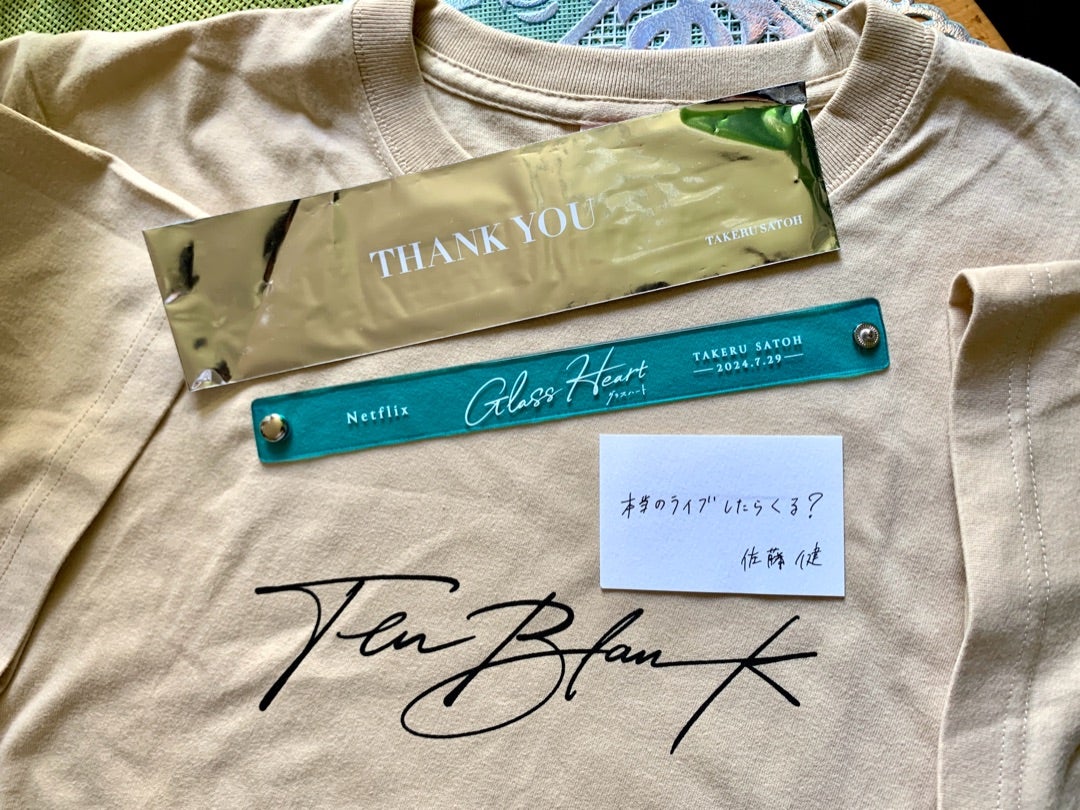 THANK YOU
TAKERU SATOH
Netflix
Glass Heart
グラスハート
TAKERU SATOH
2024.7.29
本当のライブしたらくる?
佐藤 健
Ten Blank